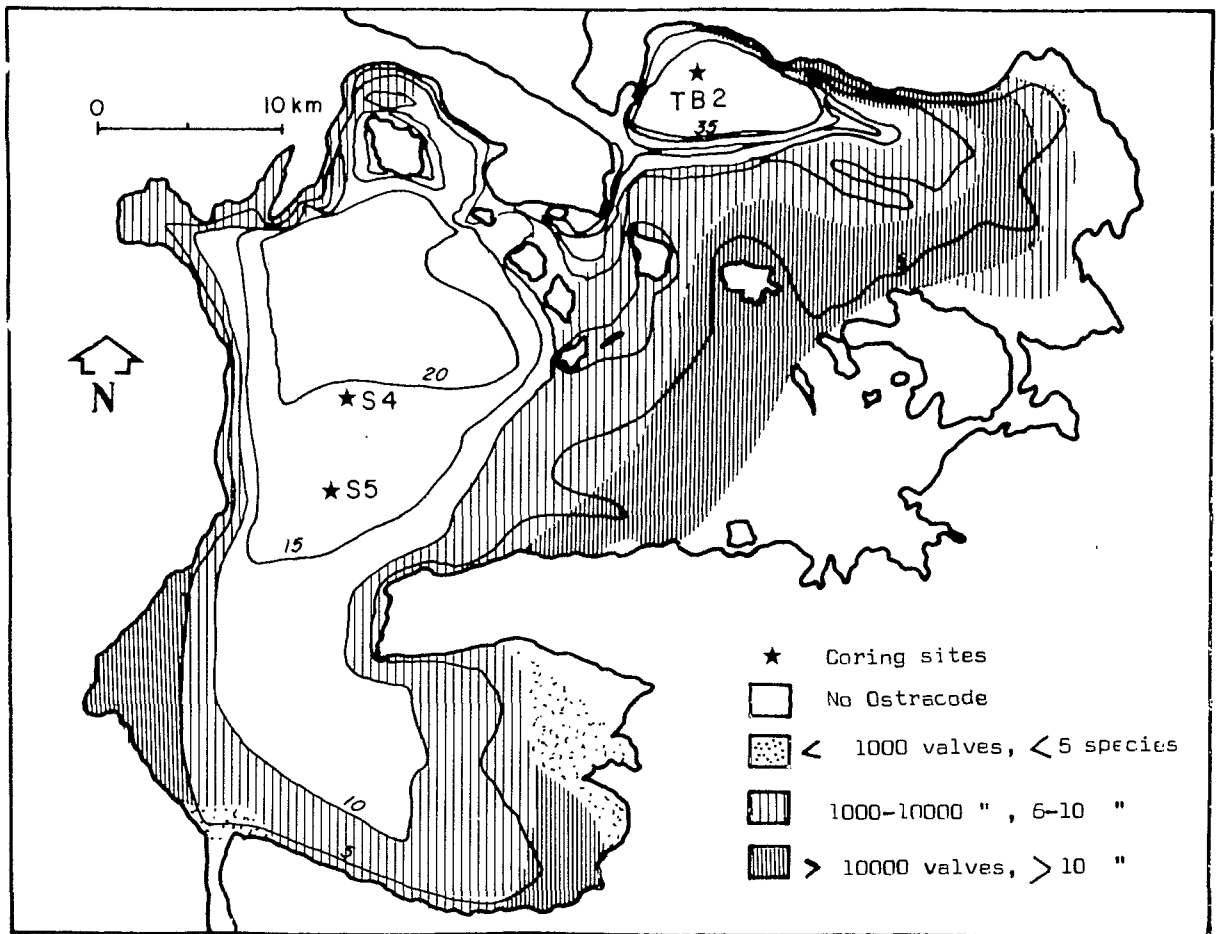 0 10 km
TB2
35
5
N
20
S4
S5
15
10
5
★ Coring sites
No Ostracode
< 1000 valves, < 5 species
1000-10000 " , 6-10 "
> 10000 valves, > 10 "